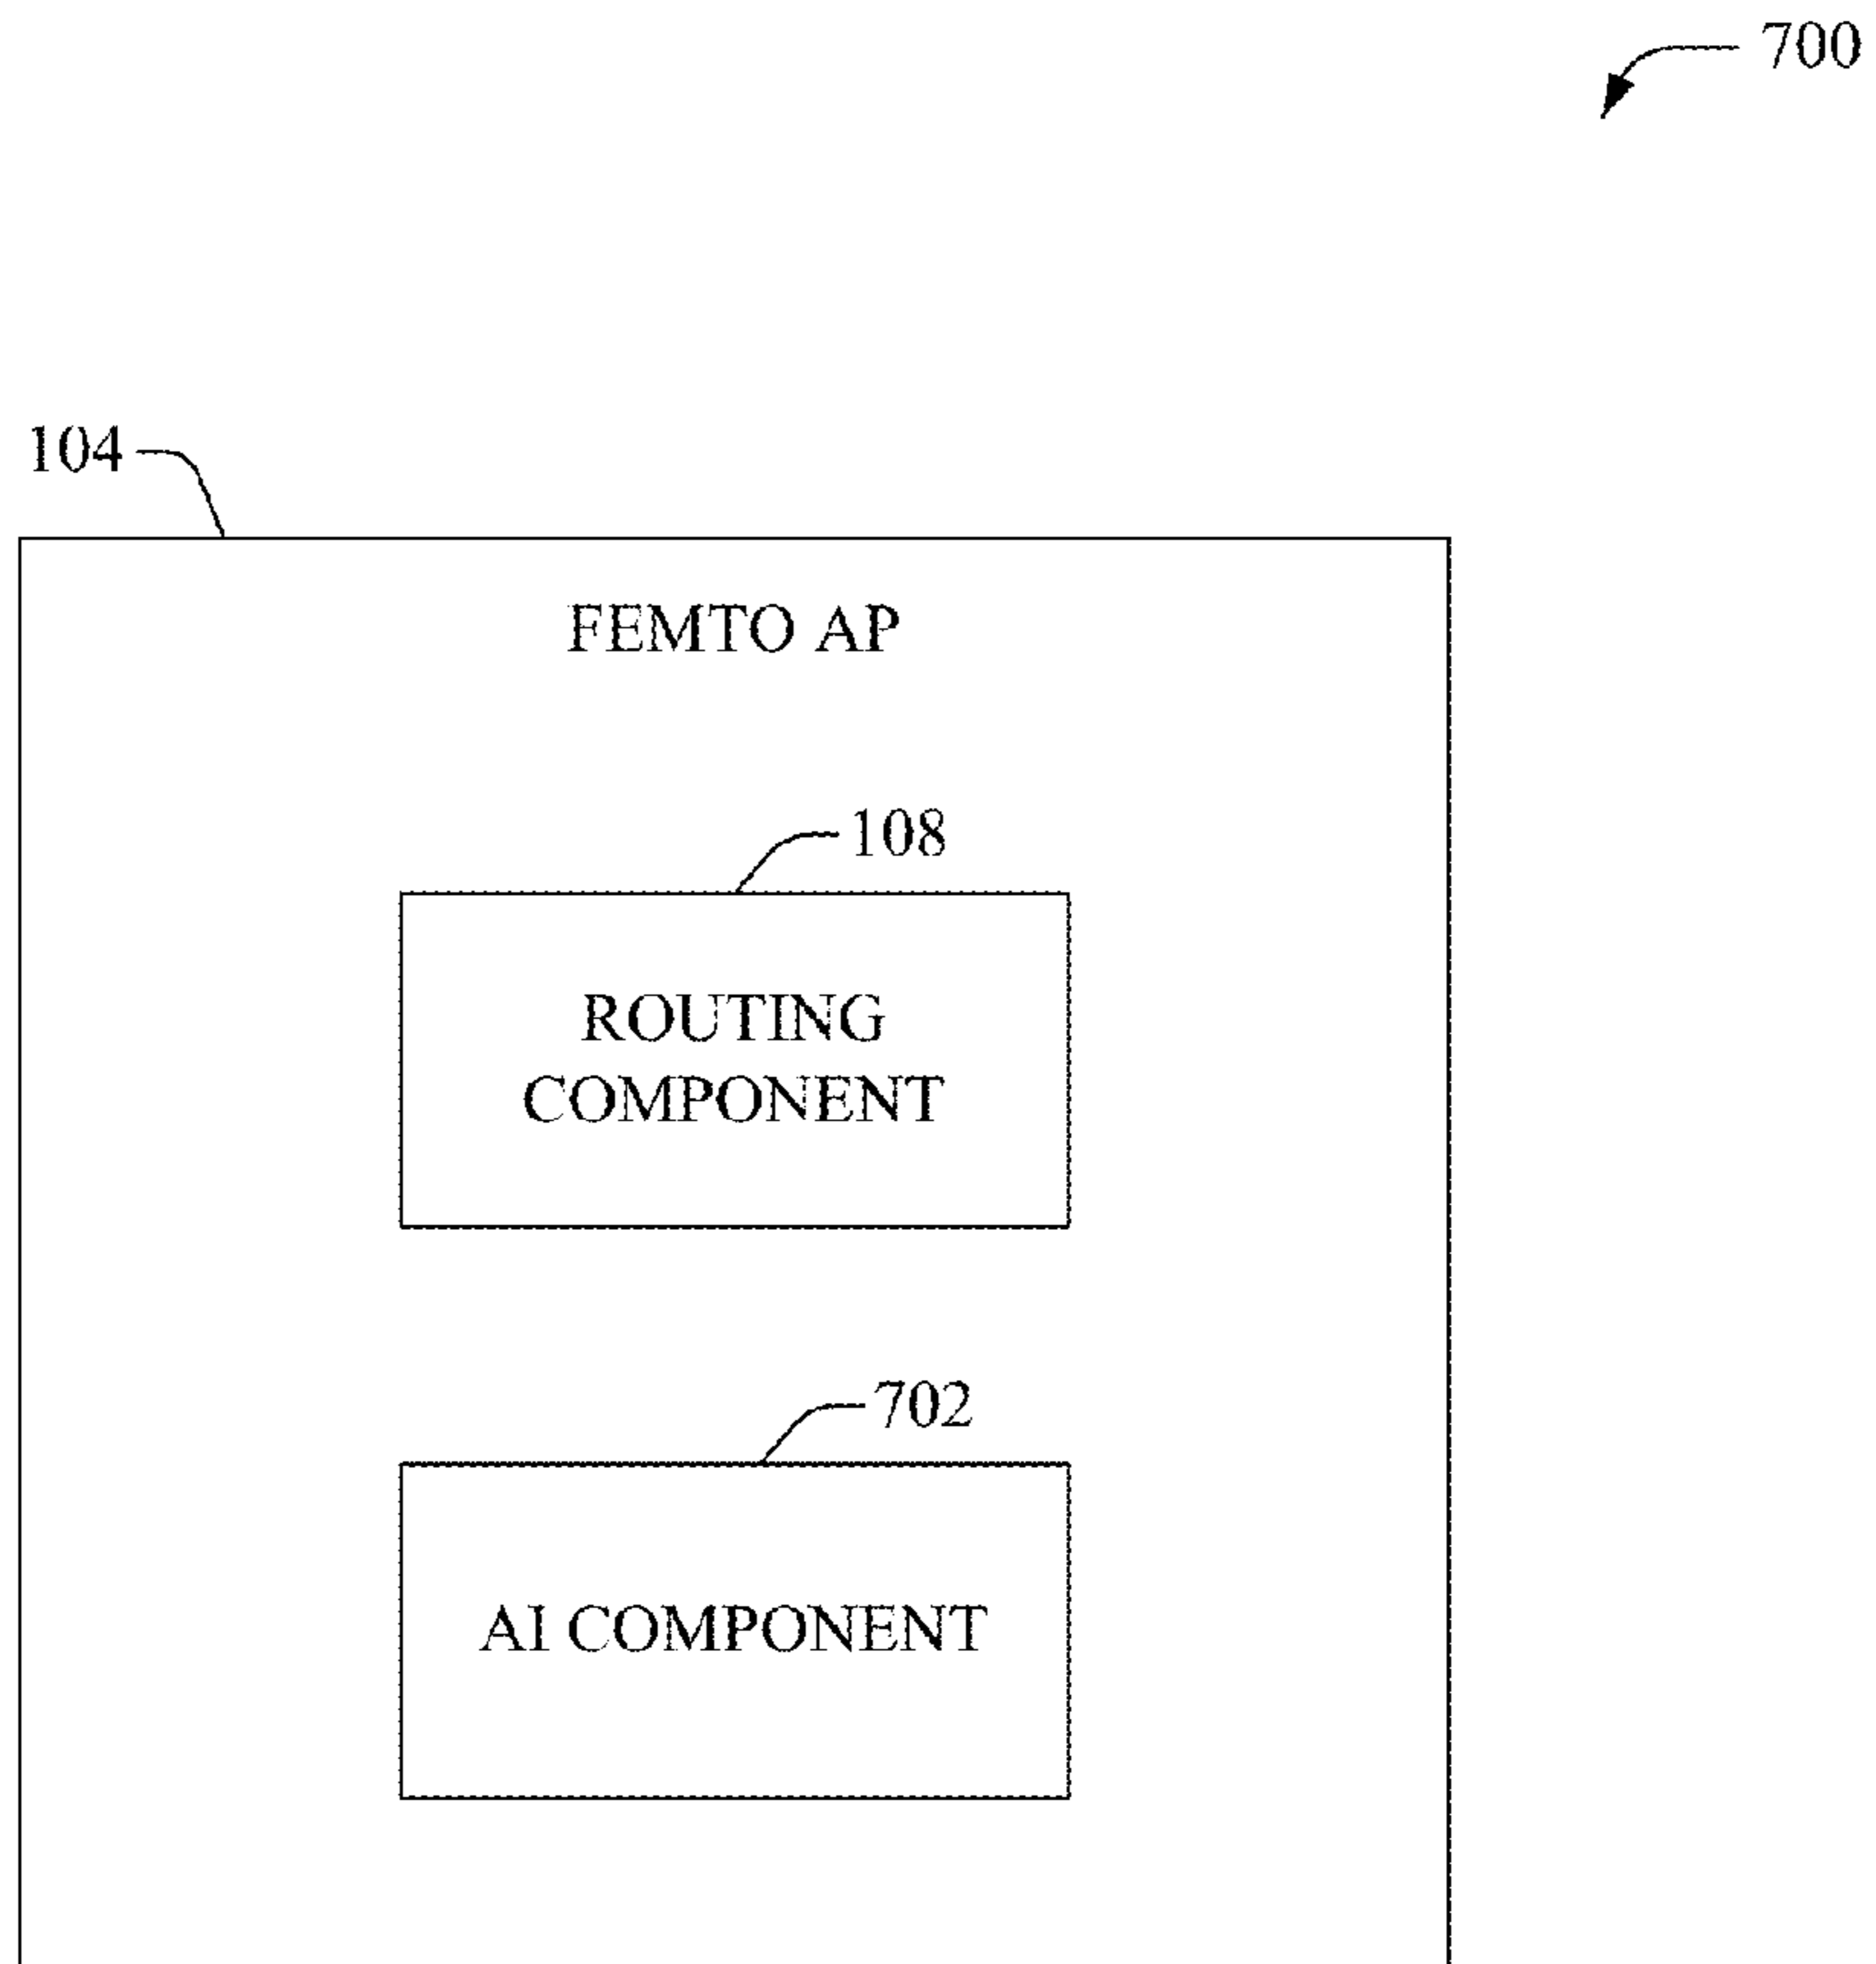 700
104
FEMTO AP
108
ROUTING
COMPONENT
702
AI COMPONENT